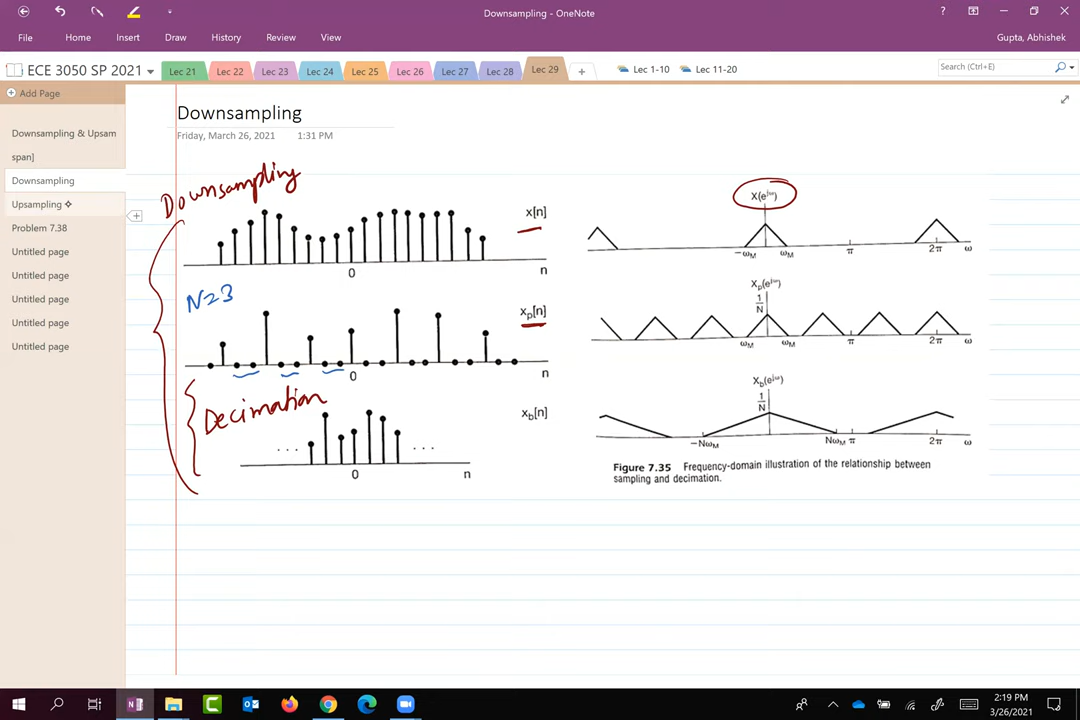 Downsampling - OneNote
?
Gupta, Abhishek
File Home Insert Draw History Review View
ECE 3050 SP 2021
Lec 21 Lec 22 Lec 23 Lec 24 Lec 25 Lec 26 Lec 27 Lec 28 Lec 29 + Lec 1-10 Lec 11-20
Search (Ctrl+E)
Add Page
Downsampling & Upsam
span]
Downsampling
Upsampling
Problem 7.38
Untitled page
Untitled page
Untitled page
Untitled page
Untitled page
Downsampling
Friday, March 26, 2021 1:31 PM
Downsampling
x[n]
0 n
N=3
xp[n]
0 n
Decimation
xb[n]
... ...
0 n
X(e^jω)
−ωM ωM π 2π ω
Xp(e^jω)
1/N
ωM ωM π 2π ω
Xb(e^jω)
1/N
−NωM NωM π 2π ω
Figure 7.35 Frequency-domain illustration of the relationship between
sampling and decimation.
2:19 PM
3/26/2021